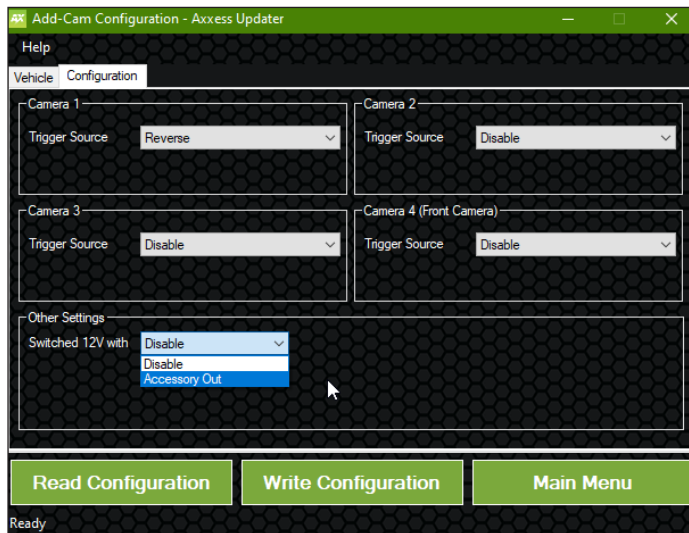 AX Add-Cam Configuration - Axxess Updater
Help
Vehicle Configuration
Camera 1
Trigger Source Reverse
Camera 2
Trigger Source Disable
Camera 3
Trigger Source Disable
Camera 4 (Front Camera)
Trigger Source Disable
Other Settings
Switched 12V with Disable
Disable
Accessory Out
Read Configuration Write Configuration Main Menu
Ready